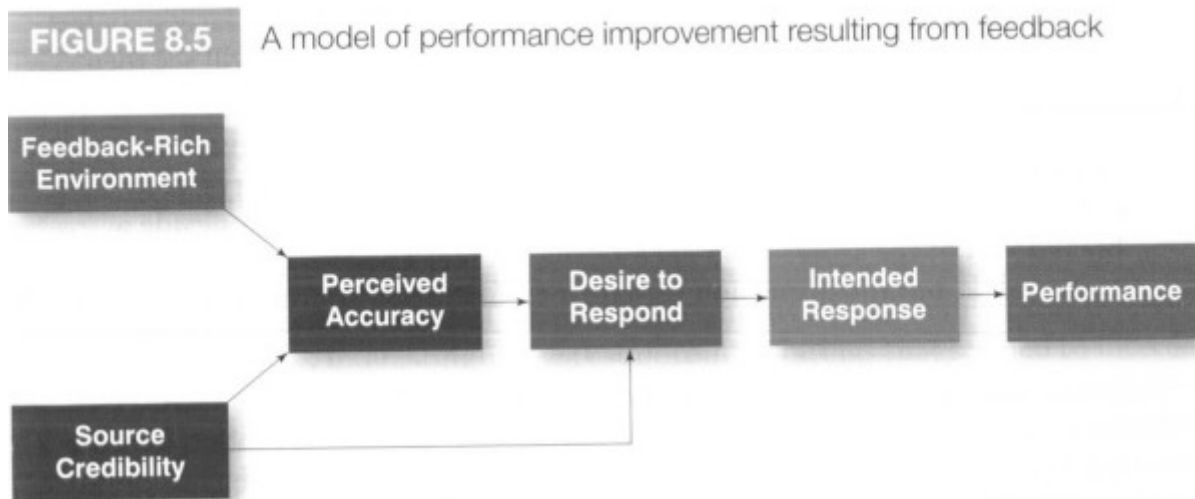 FIGURE 8.5 A model of performance improvement resulting from feedback
Feedback-Rich
Environment
Perceived
Accuracy
Desire to
Respond
Intended
Response
Performance
Source
Credibility